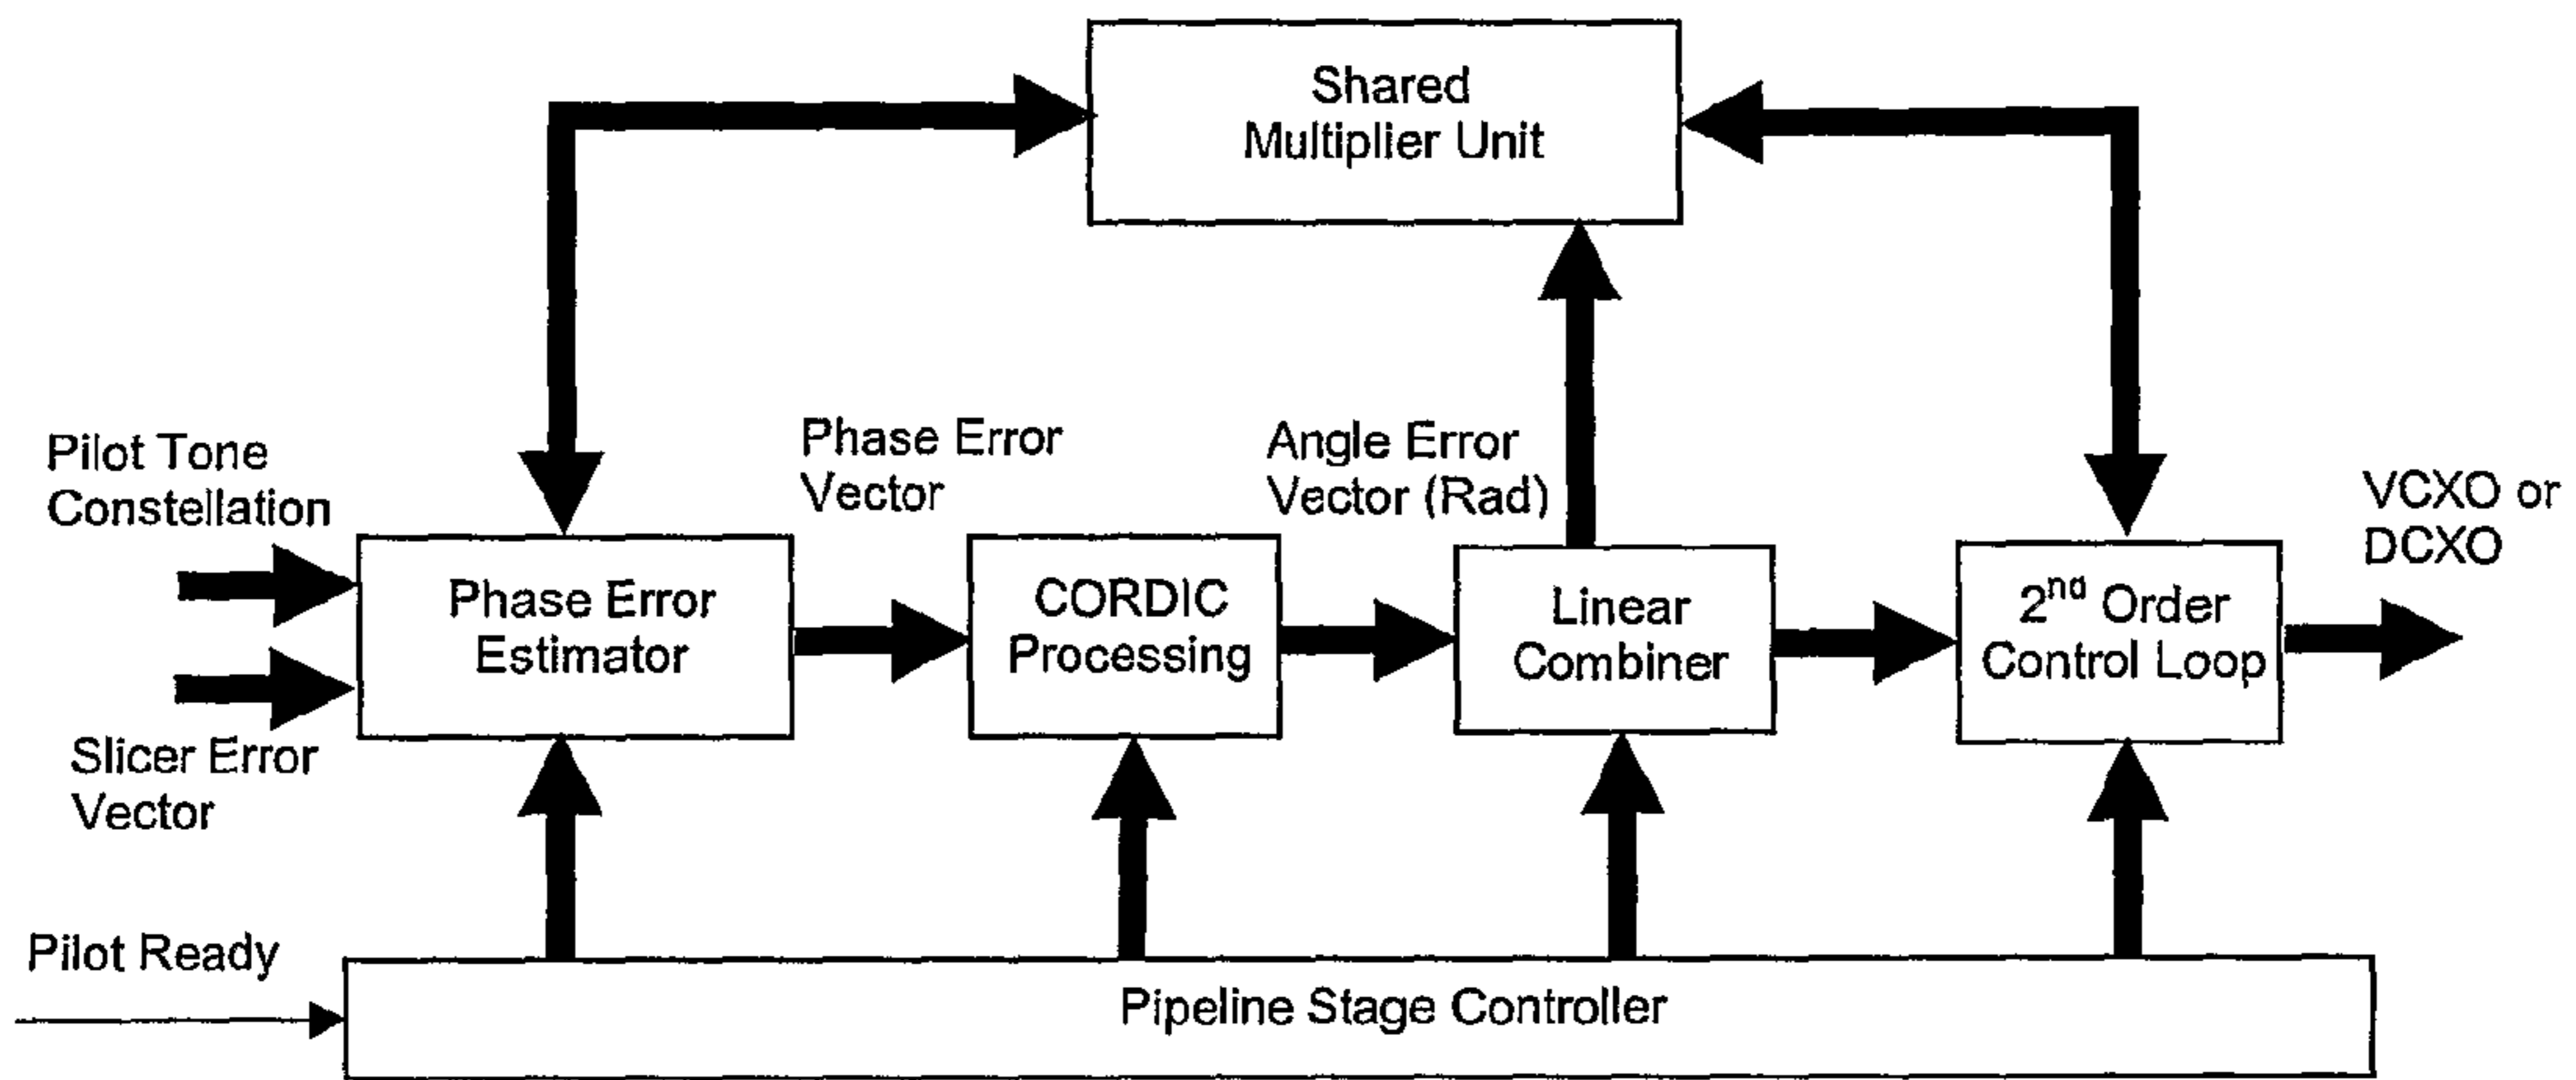 Shared
Multiplier Unit
Pilot Tone
Constellation
Phase Error
Vector
Angle Error
Vector (Rad)
VCXO or
DCXO
Phase Error
Estimator
CORDIC
Processing
Linear
Combiner
2nd Order
Control Loop
Slicer Error
Vector
Pilot Ready
Pipeline Stage Controller